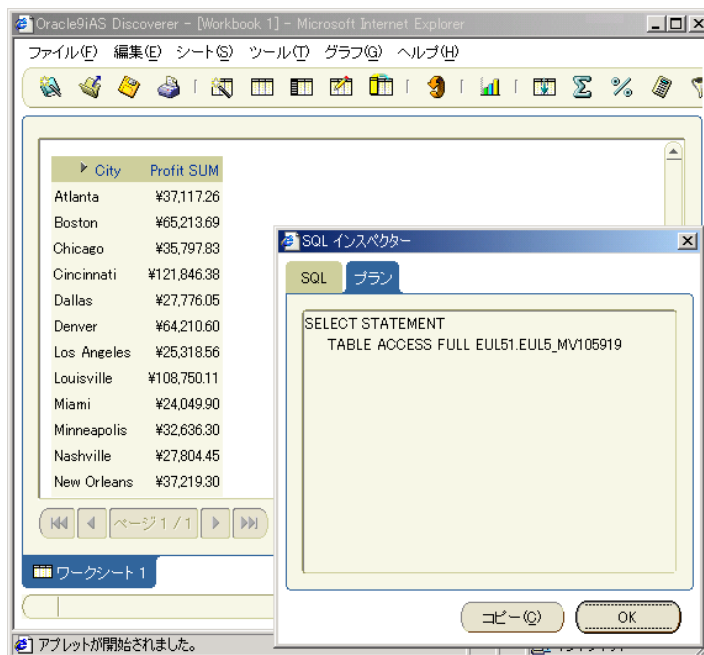 Oracle9iAS Discoverer - [Workbook 1] - Microsoft Internet Explorer
ファイル(F) 編集(E) シート(S) ツール(T) グラフ(G) ヘルプ(H)
City Profit SUM
Atlanta ¥37,117.26
Boston ¥65,213.69
Chicago ¥35,797.83
Cincinnati ¥121,846.38
Dallas ¥27,776.05
Denver ¥64,210.60
Los Angeles ¥25,318.56
Louisville ¥108,750.11
Miami ¥24,049.90
Minneapolis ¥32,636.30
Nashville ¥27,804.45
New Orleans ¥37,219.30
ページ 1 / 1
ワークシート 1
アプレットが開始されました。
SQL インスペクター
SQL プラン
SELECT STATEMENT
TABLE ACCESS FULL EUL51.EUL5_MV105919
コピー(C) OK